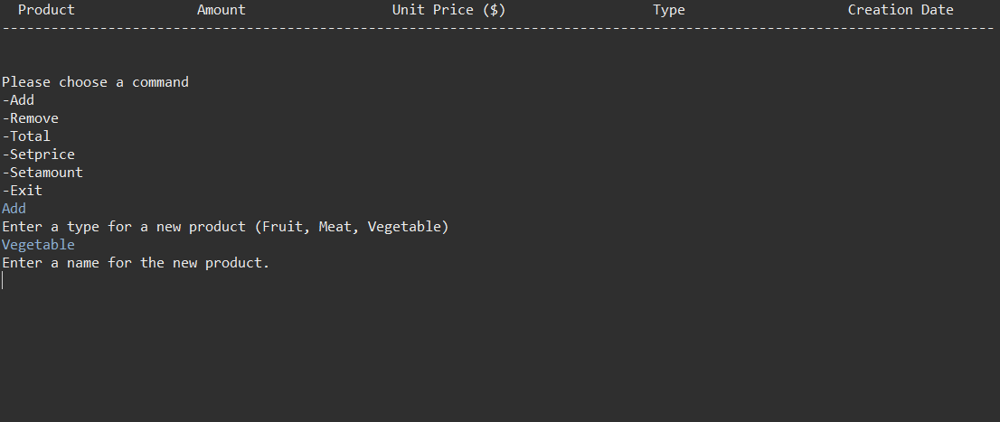 Product Amount Unit Price ($) Type Creation Date
--------------------------------------------------------------------------------------------------------------------------
Please choose a command
-Add
-Remove
-Total
-Setprice
-Setamount
-Exit
Add
Enter a type for a new product (Fruit, Meat, Vegetable)
Vegetable
Enter a name for the new product.